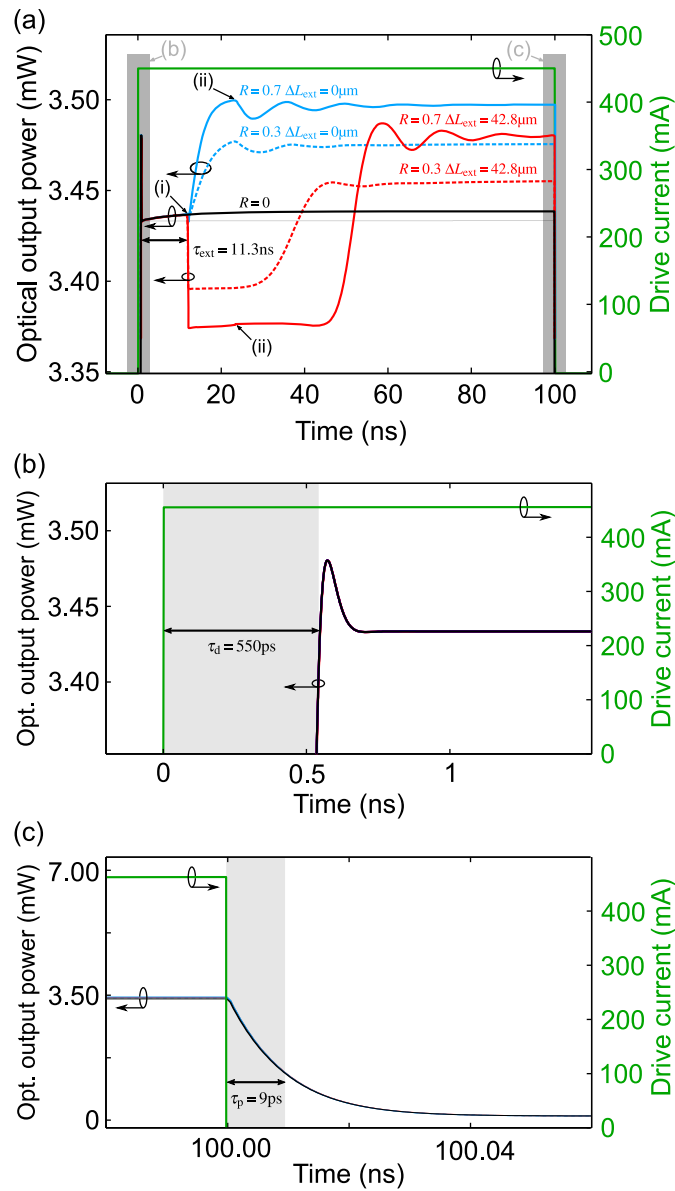 (a)
(b)
(c)
Optical output power (mW)
3.50
3.45
3.40
3.35
500
450
400
350
300
250
200
150
100
50
0
Drive current (mA)
(ii)
R = 0.7 ΔLext = 0μm
R = 0.7 ΔLext = 42.8μm
R = 0.3 ΔLext = 0μm
R = 0.3 ΔLext = 42.8μm
(i)
R = 0
τext = 11.3ns
(ii)
0 20 40 60 80 100
Time (ns)
(b)
Opt. output power (mW)
3.50
3.45
3.40
τd = 550ps
400
300
200
100
0
Drive current (mA)
0 0.5 1
Time (ns)
(c)
Opt. output power (mW)
7.00
3.50
0
τp = 9ps
400
300
200
100
0
Drive current (mA)
100.00 100.04
Time (ns)